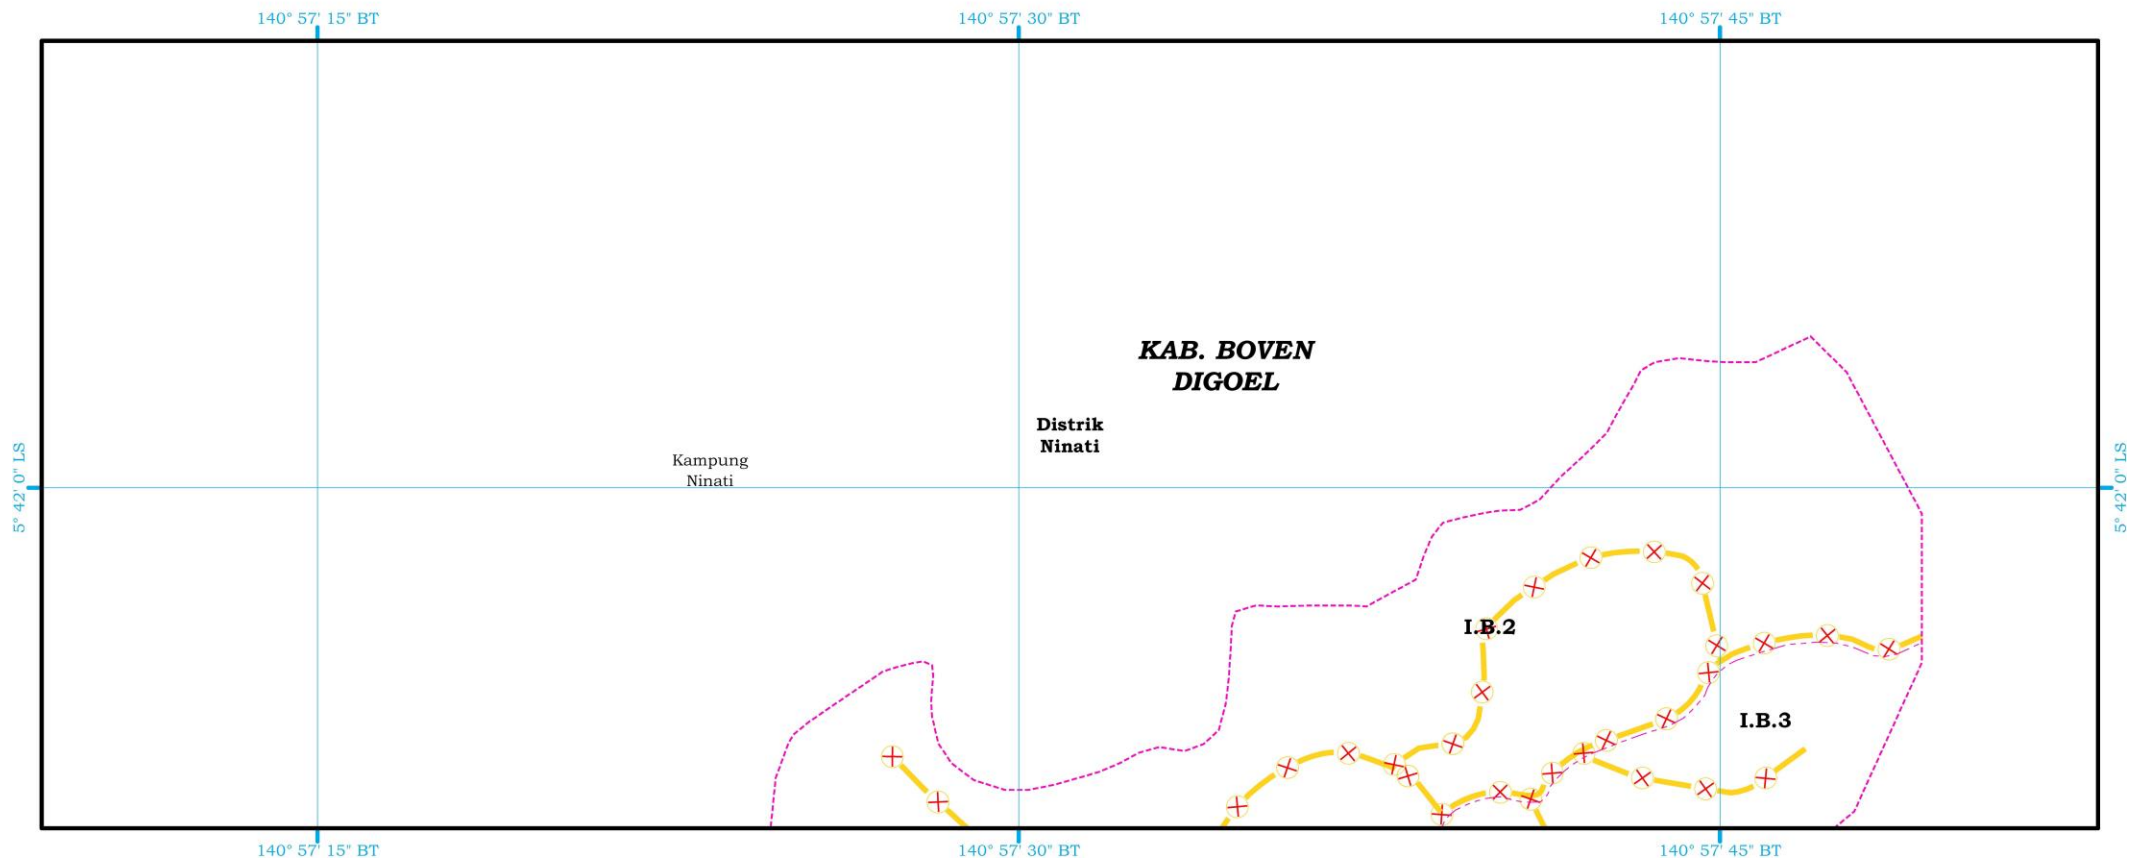 140° 57' 15" BT
140° 57' 30" BT
140° 57' 45" BT
KAB. BOVEN
DIGOEL
Distrik
Ninati
Kampung
Ninati
5° 42' 0" LS
5° 42' 0" LS
I.B.2
I.B.3
140° 57' 15" BT
140° 57' 30" BT
140° 57' 45" BT